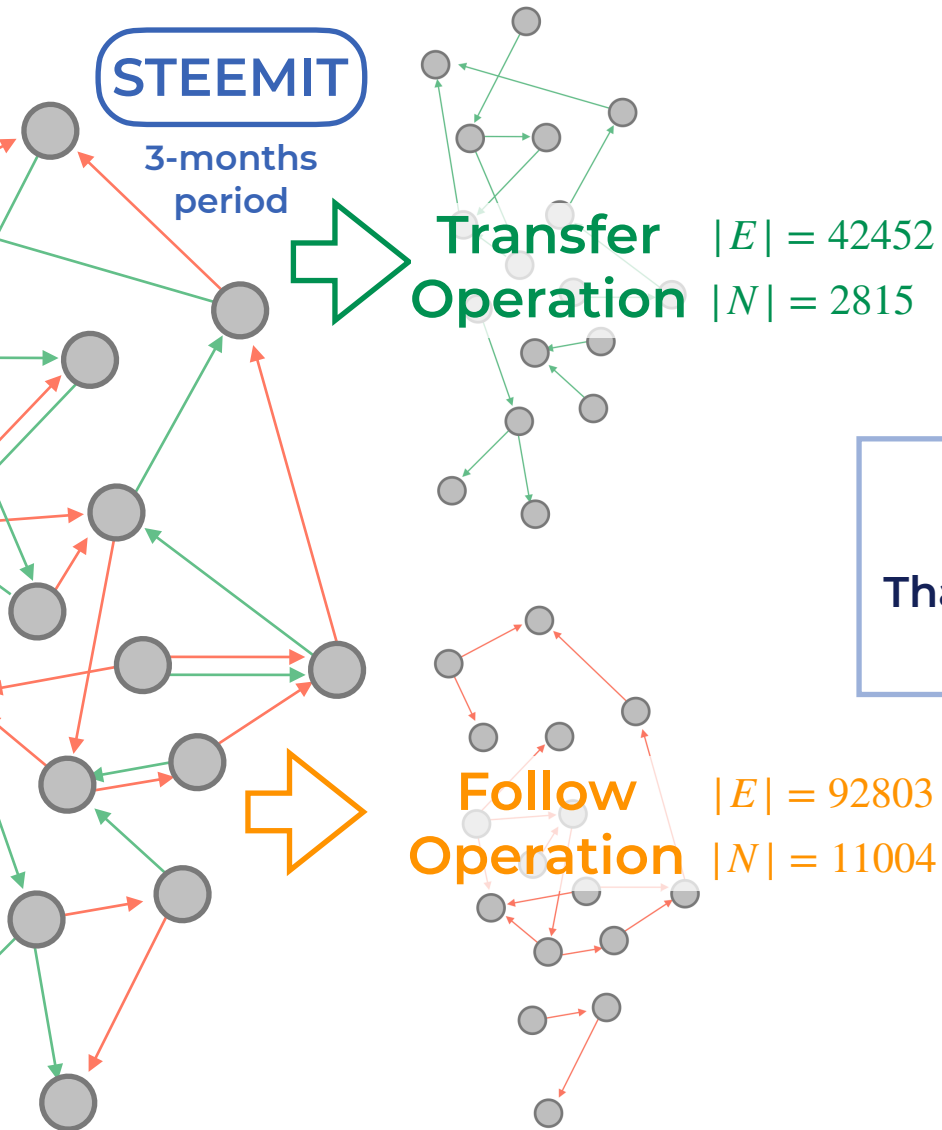 STEEMIT
3-months
period
Transfer
Operation
|E| = 42452
|N| = 2815
Follow
Operation
|E| = 92803
|N| = 11004